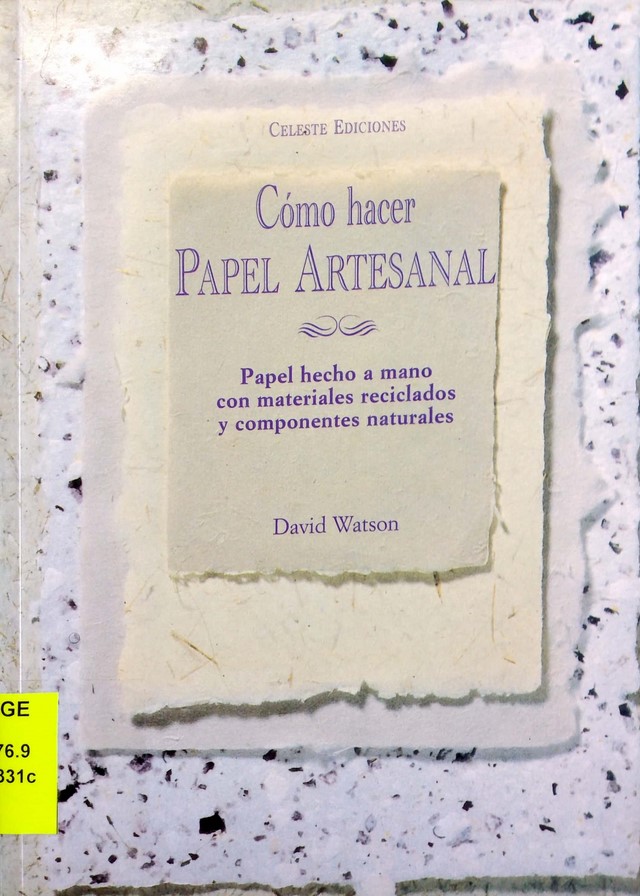 CELESTE EDICIONES
Cómo hacer
PAPEL ARTESANAL
Papel hecho a mano
con materiales reciclados
y componentes naturales
David Watson
GE
76.9
331c